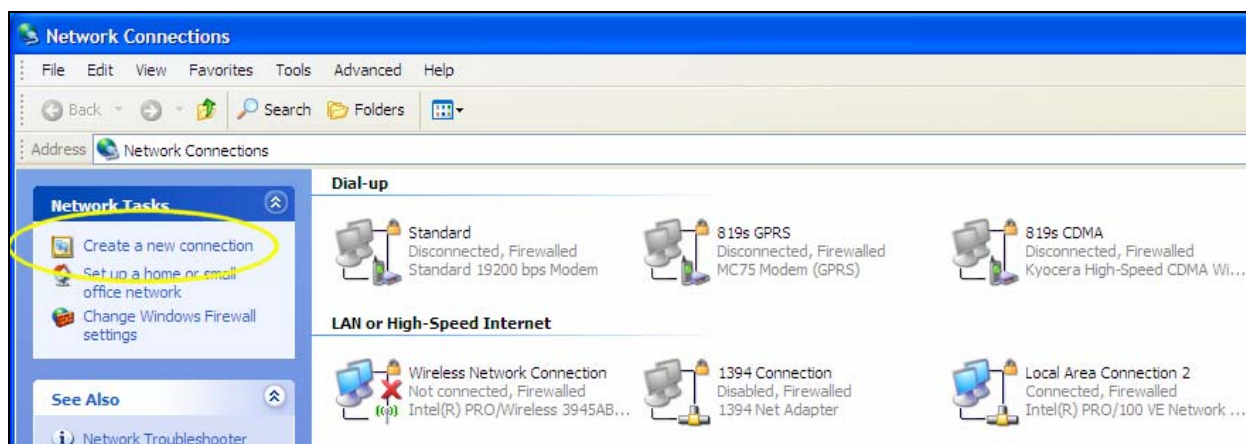 Network Connections
File Edit View Favorites Tools Advanced Help
Back Search Folders
Address Network Connections
Network Tasks
Create a new connection
Set up a home or small
office network
Change Windows Firewall
settings
See Also
Network Troubleshooter
Dial-up
Standard
Disconnected, Firewalled
Standard 19200 bps Modem
819s GPRS
Disconnected, Firewalled
MC75 Modem (GPRS)
819s CDMA
Disconnected, Firewalled
Kyocera High-Speed CDMA Wi...
LAN or High-Speed Internet
Wireless Network Connection
Not connected, Firewalled
Intel(R) PRO/Wireless 3945AB...
1394 Connection
Disabled, Firewalled
1394 Net Adapter
Local Area Connection 2
Connected, Firewalled
Intel(R) PRO/100 VE Network ...